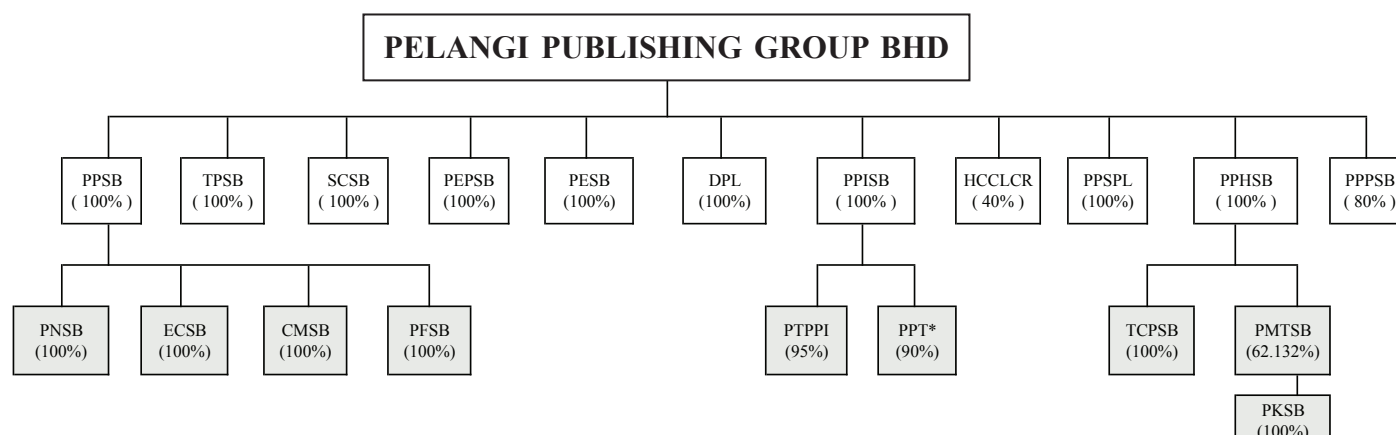 PELANGI PUBLISHING GROUP BHD
PPSB
( 100% )
TPSB
( 100% )
SCSB
( 100% )
PEPSB
(100%)
PESB
(100%)
DPL
(100%)
PPISB
( 100% )
HCCLCR
( 40% )
PPSPL
(100%)
PPHSB
( 100% )
PPPSB
( 80% )
PNSB
(100%)
ECSB
(100%)
CMSB
(100%)
PFSB
(100%)
PTPPI
(95%)
PPT*
(90%)
TCPSB
(100%)
PMTSB
(62.132%)
PKSB
(100%)